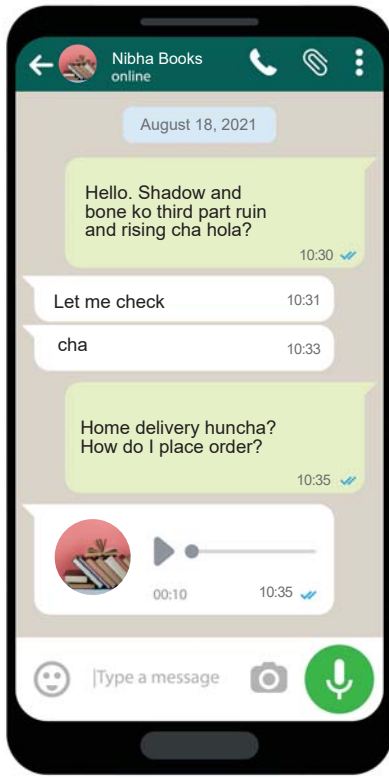 Nibha Books
online
August 18, 2021
Hello. Shadow and
bone ko third part ruin
and rising cha hola?
10:30
Let me check
10:31
cha
10:33
Home delivery huncha?
How do I place order?
10:35
00:10
10:35
Type a message